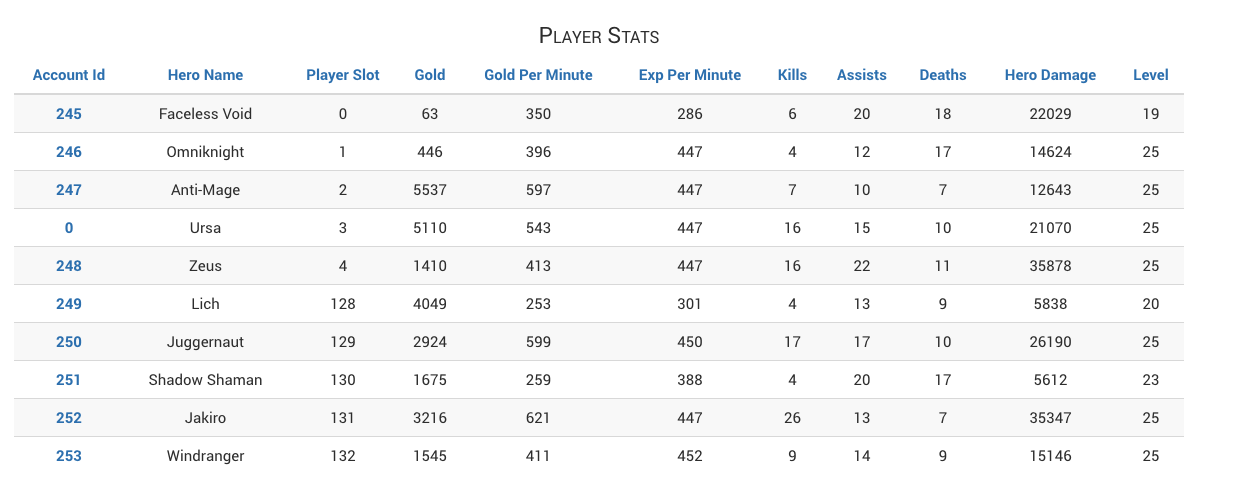 Player Stats
Account Id Hero Name Player Slot Gold Gold Per Minute Exp Per Minute Kills Assists Deaths Hero Damage Level
245 Faceless Void 0 63 350 286 6 20 18 22029 19
246 Omniknight 1 446 396 447 4 12 17 14624 25
247 Anti-Mage 2 5537 597 447 7 10 7 12643 25
0 Ursa 3 5110 543 447 16 15 10 21070 25
248 Zeus 4 1410 413 447 16 22 11 35878 25
249 Lich 128 4049 253 301 4 13 9 5838 20
250 Juggernaut 129 2924 599 450 17 17 10 26190 25
251 Shadow Shaman 130 1675 259 388 4 20 17 5612 23
252 Jakiro 131 3216 621 447 26 13 7 35347 25
253 Windranger 132 1545 411 452 9 14 9 15146 25